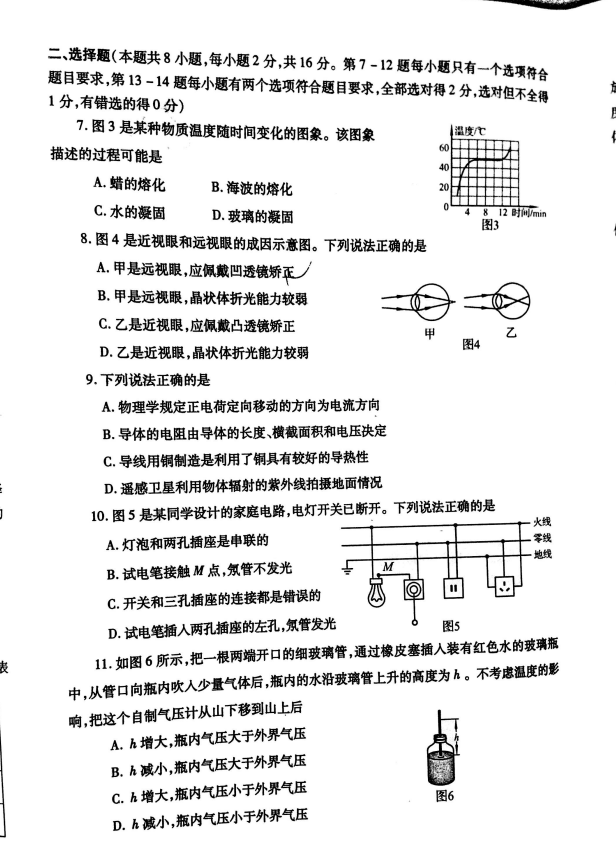 二、选择题(本题共8小题,每小题2分,共16分。第7-12题每小题只有一个选项符合
题目要求,第13-14题每小题有两个选项符合题目要求,全部选对得2分,选对但不全得
1分,有错选的得0分)
7.图3是某种物质温度随时间变化的图象。该图象
描述的过程可能是
A.蜡的熔化 B.海波的熔化
C.水的凝固 D.玻璃的凝固
温度/℃
60
40
20
0 4 8 12 时间/min
图3
8.图4是近视眼和远视眼的成因示意图。下列说法正确的是
A.甲是远视眼,应佩戴凹透镜矫正
B.甲是远视眼,晶状体折光能力较弱
C.乙是近视眼,应佩戴凸透镜矫正
D.乙是近视眼,晶状体折光能力较弱
甲 乙
图4
9.下列说法正确的是
A.物理学规定正电荷定向移动的方向为电流方向
B.导体的电阻由导体的长度、横截面积和电压决定
C.导线用铜制造是利用了铜具有较好的导热性
D.遥感卫星利用物体辐射的紫外线拍摄地面情况
10.图5是某同学设计的家庭电路,电灯开关已断开。下列说法正确的是
A.灯泡和两孔插座是串联的
B.试电笔接触M点,氖管不发光
C.开关和三孔插座的连接都是错误的
D.试电笔插入两孔插座的左孔,氖管发光
火线
零线
地线
M
图5
11.如图6所示,把一根两端开口的细玻璃管,通过橡皮塞插入装有红色水的玻璃瓶
中,从管口向瓶内吹入少量气体后,瓶内的水沿玻璃管上升的高度为h。不考虑温度的影
响,把这个自制气压计从山下移到山上后
A.h增大,瓶内气压大于外界气压
B.h减小,瓶内气压大于外界气压
C.h增大,瓶内气压小于外界气压
D.h减小,瓶内气压小于外界气压
h
图6
表